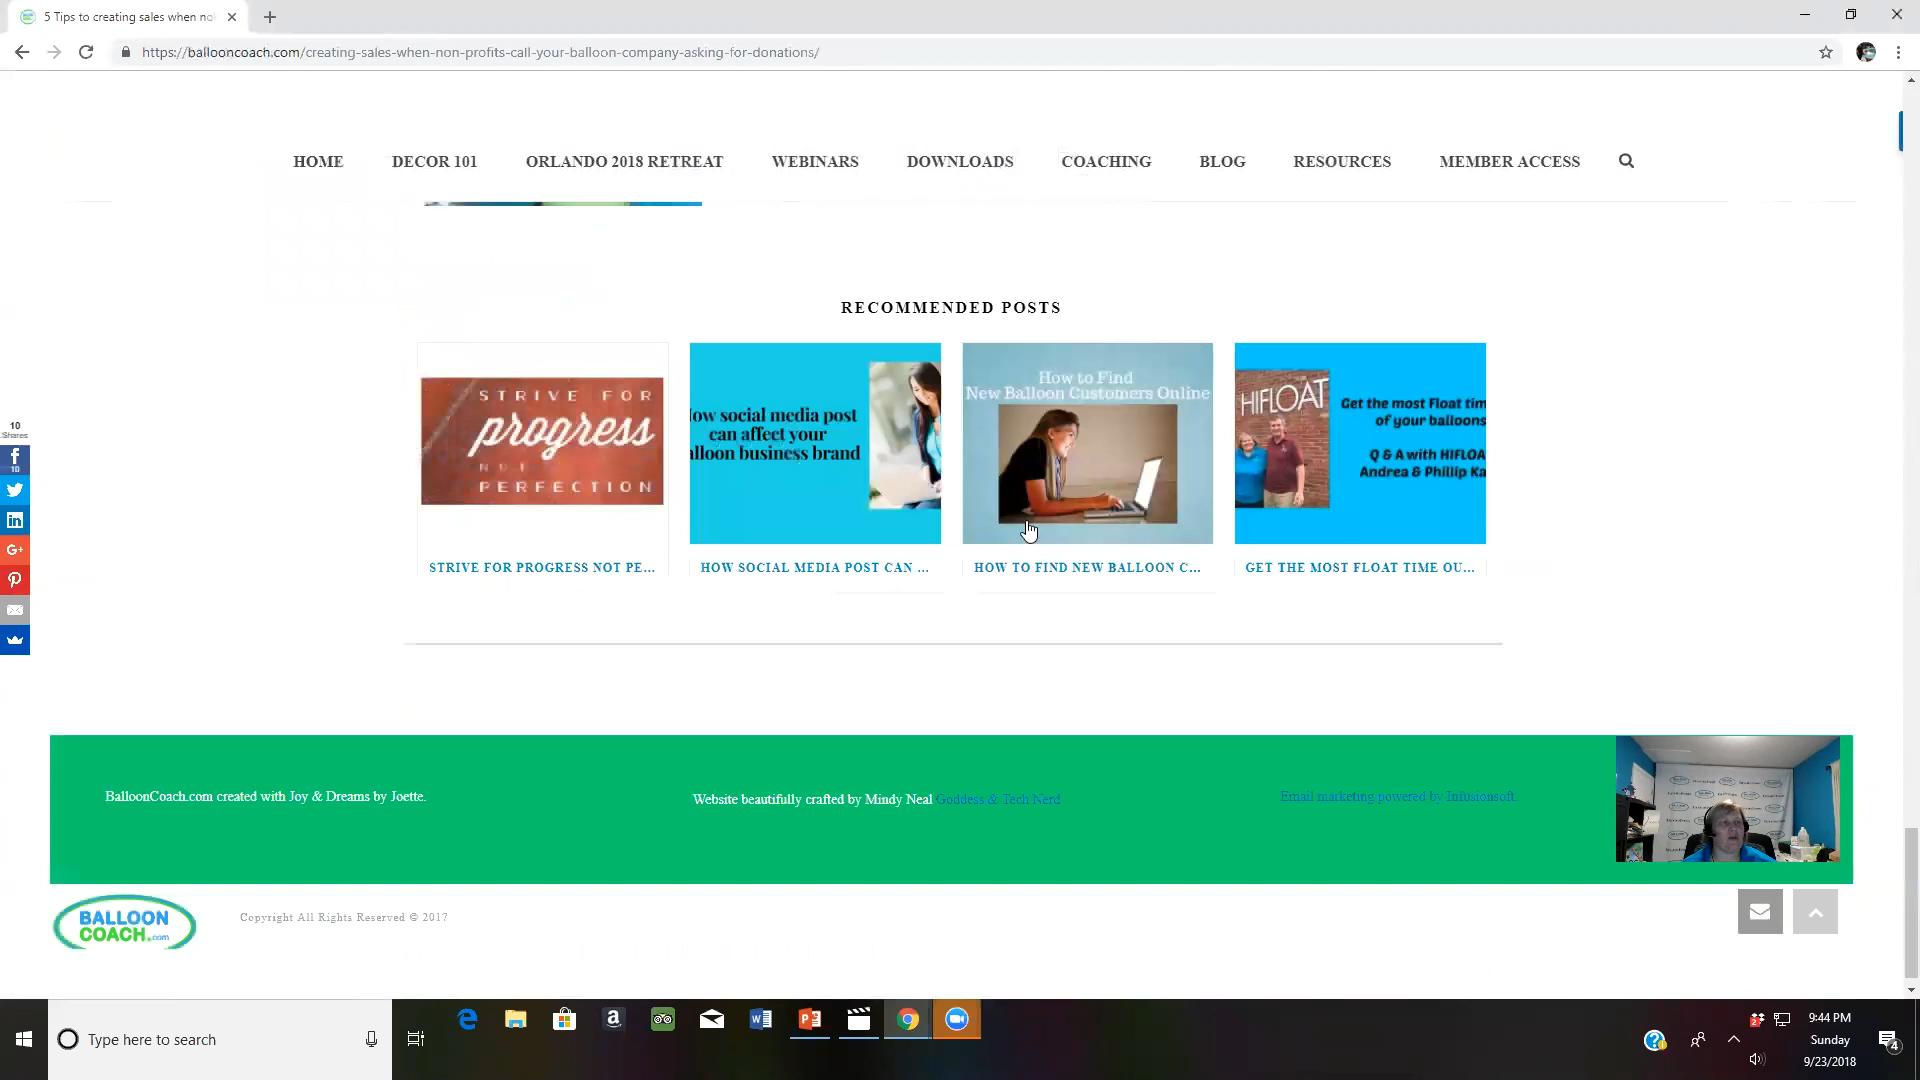 5 Tips to creating sales when no
https://ballooncoach.com/creating-sales-when-non-profits-call-your-balloon-company-asking-for-donations/
HOME DECOR 101 ORLANDO 2018 RETREAT WEBINARS DOWNLOADS COACHING BLOG RESOURCES MEMBER ACCESS
RECOMMENDED POSTS
STRIVE FOR
progress
NOT
PERFECTION
ow social media post
can affect your
alloon business brand
How to Find
New Balloon Customers Online
HIFLOAT
Get the most Float tim
of your balloons
Q & A with HIFLOA
Andrea & Phillip Ka
STRIVE FOR PROGRESS NOT PE...
HOW SOCIAL MEDIA POST CAN ...
HOW TO FIND NEW BALLOON C...
GET THE MOST FLOAT TIME OU...
10
Shares
f
10
in
G+
BalloonCoach.com created with Joy & Dreams by Joette.
Website beautifully crafted by Mindy Neal Goddess & Tech Nerd
Email marketing powered by Infusionsoft.
BALLOON
COACH.com
Copyright All Rights Reserved © 2017
Type here to search
9:44 PM
Sunday
9/23/2018
4